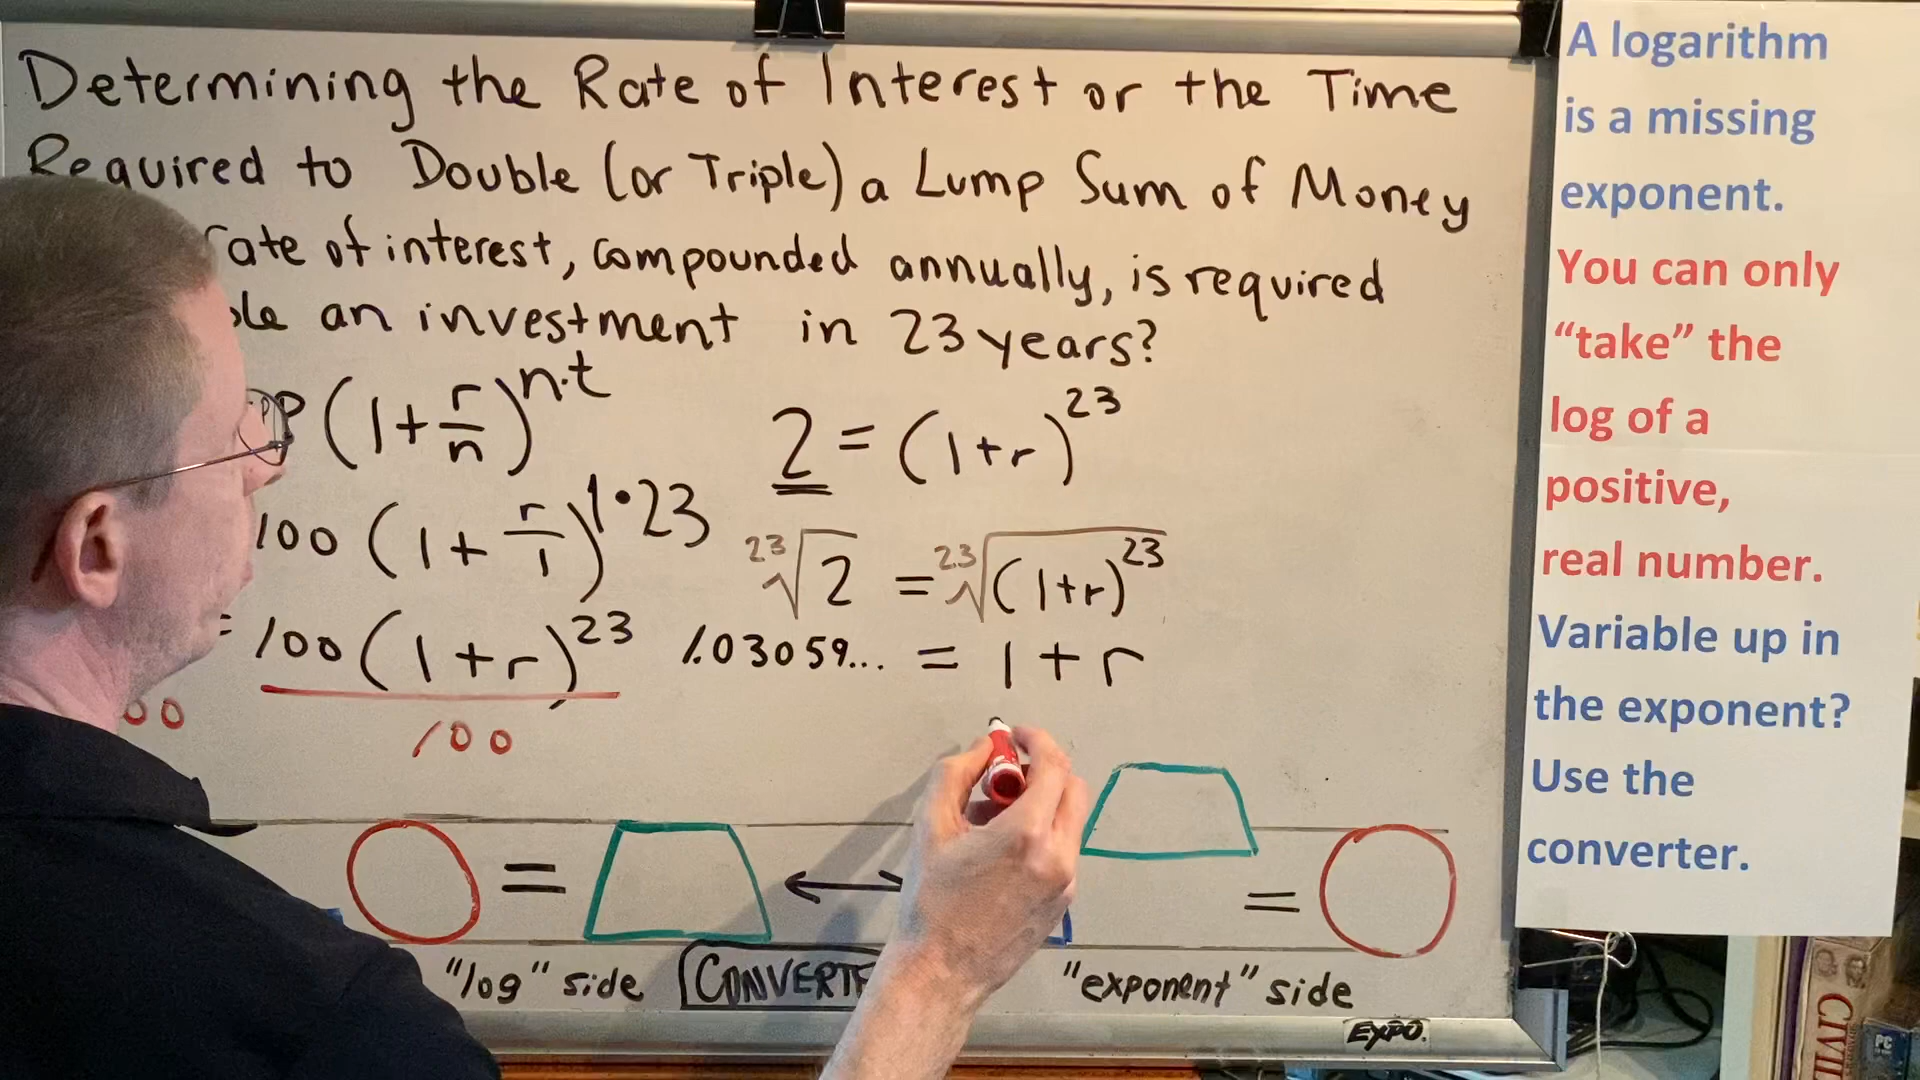 Determining the Rate of Interest or the Time
Required to Double (or Triple) a Lump Sum of Money
rate of interest, compounded annually, is required
an investment in 23 years?
P(1+r/n)^n·t
100(1+r/1)^1·23
= 100(1+r)^23
100
2 = (1+r)^23
²³√2 = ²³√(1+r)^23
1.03059... = 1+r
=
↔
=
"log" side
"exponent" side
EXPO.
A logarithm
is a missing
exponent.
You can only
“take” the
log of a
positive,
real number.
Variable up in
the exponent?
Use the
converter.
PC